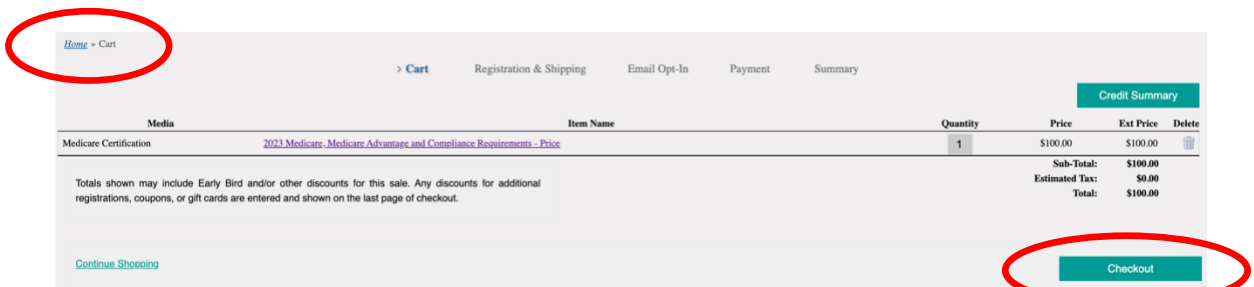 Home » Cart
> Cart Registration & Shipping Email Opt-In Payment Summary
Credit Summary
Media Item Name Quantity Price Ext Price Delete
Medicare Certification 2023 Medicare, Medicare Advantage and Compliance Requirements - Price 1 $100.00 $100.00
Sub-Total: $100.00
Estimated Tax: $0.00
Total: $100.00
Totals shown may include Early Bird and/or other discounts for this sale. Any discounts for additional
registrations, coupons, or gift cards are entered and shown on the last page of checkout.
Continue Shopping
Checkout